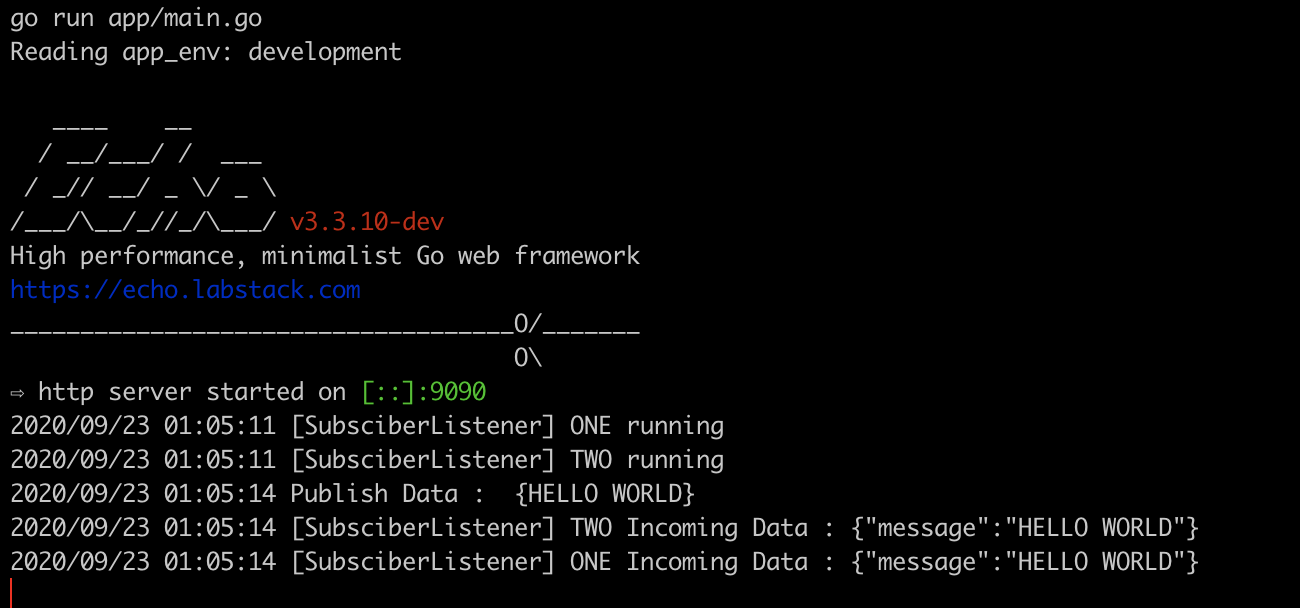 go run app/main.go
Reading app_env: development
   ____    __
  / __/___/ /  ___
 / _// __/ _ \/ _ \
/___/\__/_//_/\___/ v3.3.10-dev
High performance, minimalist Go web framework
https://echo.labstack.com
____________________________________O/_______
                                    O\
⇨ http server started on [::]:9090
2020/09/23 01:05:11 [SubsciberListener] ONE running
2020/09/23 01:05:11 [SubsciberListener] TWO running
2020/09/23 01:05:14 Publish Data :  {HELLO WORLD}
2020/09/23 01:05:14 [SubsciberListener] TWO Incoming Data : {"message":"HELLO WORLD"}
2020/09/23 01:05:14 [SubsciberListener] ONE Incoming Data : {"message":"HELLO WORLD"}